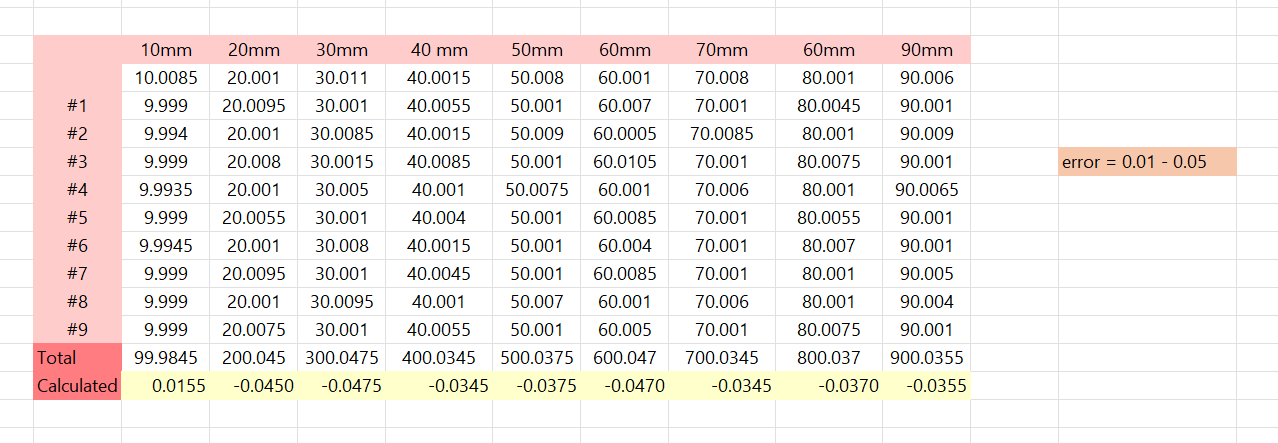 10mm 20mm 30mm 40 mm 50mm 60mm 70mm 60mm 90mm
10.0085 20.001 30.011 40.0015 50.008 60.001 70.008 80.001 90.006
#1 9.999 20.0095 30.001 40.0055 50.001 60.007 70.001 80.0045 90.001
#2 9.994 20.001 30.0085 40.0015 50.009 60.0005 70.0085 80.001 90.009
#3 9.999 20.008 30.0015 40.0085 50.001 60.0105 70.001 80.0075 90.001 error = 0.01 - 0.05
#4 9.9935 20.001 30.005 40.001 50.0075 60.001 70.006 80.001 90.0065
#5 9.999 20.0055 30.001 40.004 50.001 60.0085 70.001 80.0055 90.001
#6 9.9945 20.001 30.008 40.0015 50.001 60.004 70.001 80.007 90.001
#7 9.999 20.0095 30.001 40.0045 50.001 60.0085 70.001 80.001 90.005
#8 9.999 20.001 30.0095 40.001 50.007 60.001 70.006 80.001 90.004
#9 9.999 20.0075 30.001 40.0055 50.001 60.005 70.001 80.0075 90.001
Total 99.9845 200.045 300.0475 400.0345 500.0375 600.047 700.0345 800.037 900.0355
Calculated 0.0155 -0.0450 -0.0475 -0.0345 -0.0375 -0.0470 -0.0345 -0.0370 -0.0355